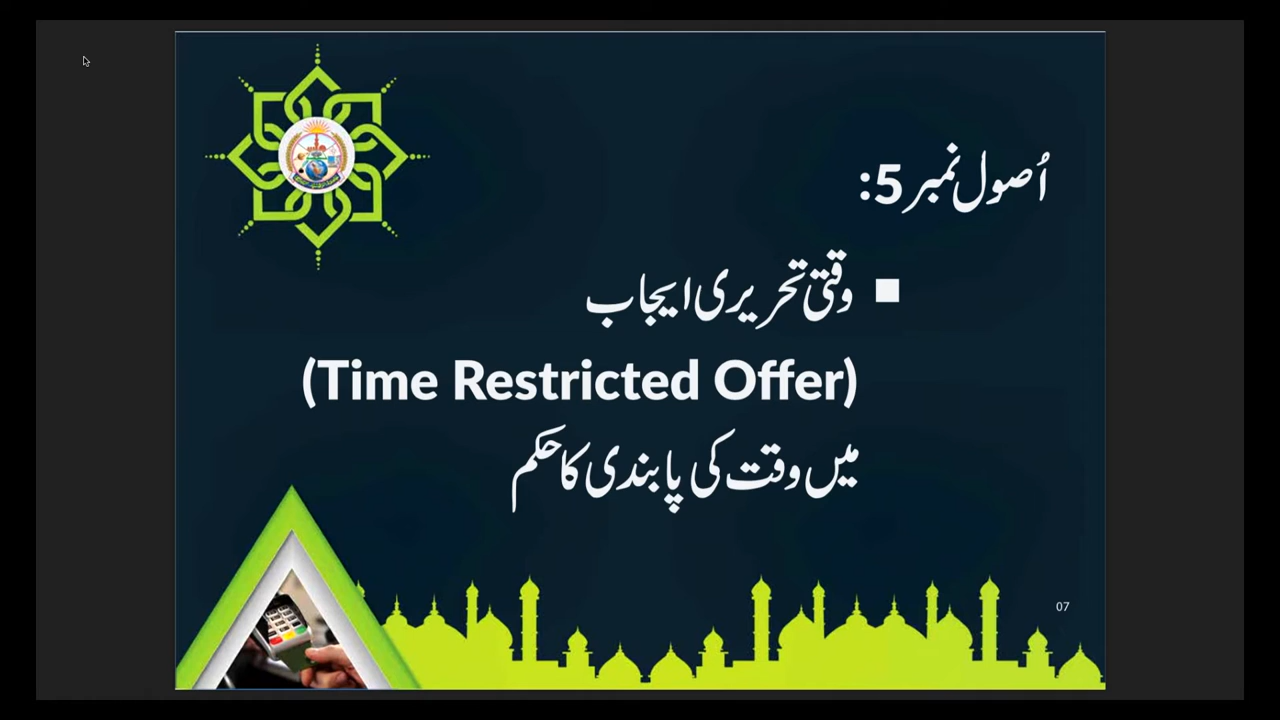 اُصول نمبر 5:
■ وقتی تحریری ایجاب
(Time Restricted Offer)
میں وقت کی پابندی کا حکم
07